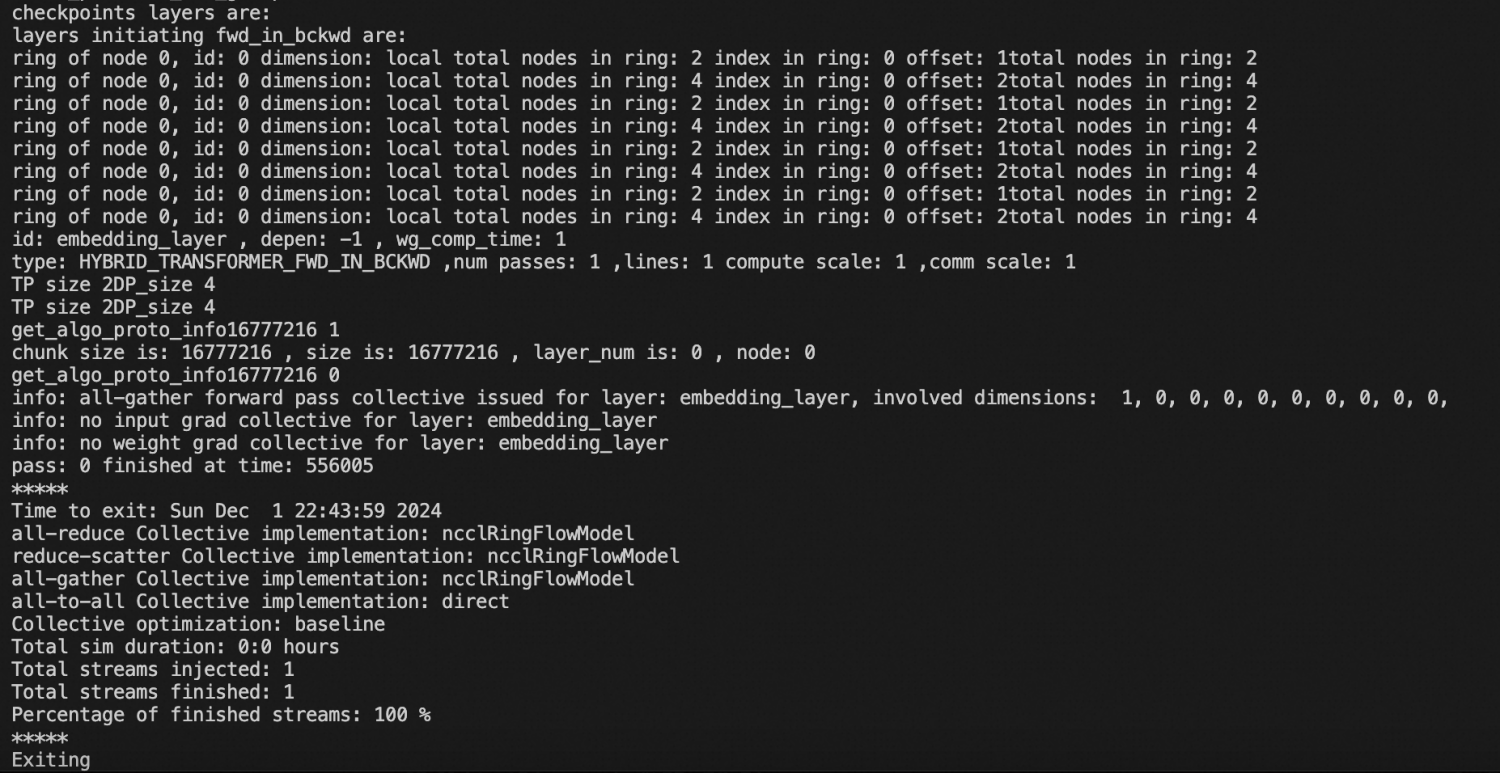 checkpoints layers are:
layers initiating fwd_in_bckwd are:
ring of node 0, id: 0 dimension: local total nodes in ring: 2 index in ring: 0 offset: 1total nodes in ring: 2
ring of node 0, id: 0 dimension: local total nodes in ring: 4 index in ring: 0 offset: 2total nodes in ring: 4
ring of node 0, id: 0 dimension: local total nodes in ring: 2 index in ring: 0 offset: 1total nodes in ring: 2
ring of node 0, id: 0 dimension: local total nodes in ring: 4 index in ring: 0 offset: 2total nodes in ring: 4
ring of node 0, id: 0 dimension: local total nodes in ring: 2 index in ring: 0 offset: 1total nodes in ring: 2
ring of node 0, id: 0 dimension: local total nodes in ring: 4 index in ring: 0 offset: 2total nodes in ring: 4
ring of node 0, id: 0 dimension: local total nodes in ring: 2 index in ring: 0 offset: 1total nodes in ring: 2
ring of node 0, id: 0 dimension: local total nodes in ring: 4 index in ring: 0 offset: 2total nodes in ring: 4
id: embedding_layer , depen: -1 , wg_comp_time: 1
type: HYBRID_TRANSFORMER_FWD_IN_BCKWD ,num passes: 1 ,lines: 1 compute scale: 1 ,comm scale: 1
TP size 2DP_size 4
TP size 2DP_size 4
get_algo_proto_info16777216 1
chunk size is: 16777216 , size is: 16777216 , layer_num is: 0 , node: 0
get_algo_proto_info16777216 0
info: all-gather forward pass collective issued for layer: embedding_layer, involved dimensions:  1, 0, 0, 0, 0, 0, 0, 0, 0, 0,
info: no input grad collective for layer: embedding_layer
info: no weight grad collective for layer: embedding_layer
pass: 0 finished at time: 556005
*****
Time to exit: Sun Dec  1 22:43:59 2024
all-reduce Collective implementation: ncclRingFlowModel
reduce-scatter Collective implementation: ncclRingFlowModel
all-gather Collective implementation: ncclRingFlowModel
all-to-all Collective implementation: direct
Collective optimization: baseline
Total sim duration: 0:0 hours
Total streams injected: 1
Total streams finished: 1
Percentage of finished streams: 100 %
*****
Exiting